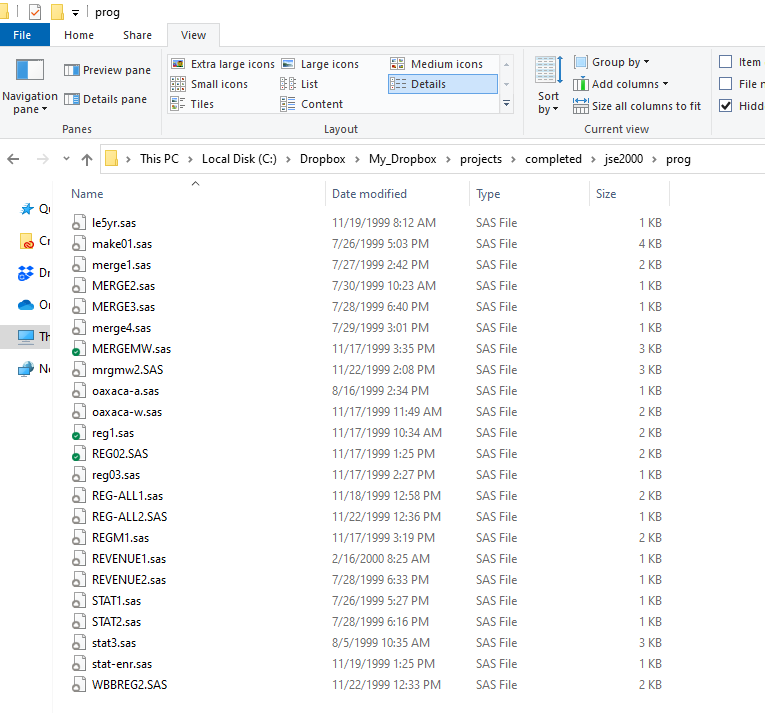 prog
File Home Share View
Navigation pane
Preview pane
Details pane
Panes
Extra large icons Large icons Medium icons
Small icons List Details
Tiles Content
Layout
Sort by
Group by
Add columns
Size all columns to fit
Current view
Item
File
Hidd
This PC > Local Disk (C:) > Dropbox > My_Dropbox > projects > completed > jse2000 > prog
Name Date modified Type Size
le5yr.sas 11/19/1999 8:12 AM SAS File 1 KB
make01.sas 7/26/1999 5:03 PM SAS File 4 KB
merge1.sas 7/27/1999 2:42 PM SAS File 2 KB
MERGE2.sas 7/30/1999 10:23 AM SAS File 1 KB
MERGE3.sas 7/28/1999 6:40 PM SAS File 1 KB
merge4.sas 7/29/1999 3:01 PM SAS File 1 KB
MERGEMW.sas 11/17/1999 3:35 PM SAS File 3 KB
mrgmw2.SAS 11/22/1999 2:08 PM SAS File 3 KB
oaxaca-a.sas 8/16/1999 2:34 PM SAS File 1 KB
oaxaca-w.sas 11/17/1999 11:49 AM SAS File 2 KB
reg1.sas 11/17/1999 10:34 AM SAS File 2 KB
REG02.SAS 11/17/1999 1:25 PM SAS File 2 KB
reg03.sas 11/17/1999 2:27 PM SAS File 1 KB
REG-ALL1.sas 11/18/1999 12:58 PM SAS File 2 KB
REG-ALL2.SAS 11/22/1999 12:36 PM SAS File 1 KB
REGM1.sas 11/17/1999 3:19 PM SAS File 2 KB
REVENUE1.sas 2/16/2000 8:25 AM SAS File 1 KB
REVENUE2.sas 7/28/1999 6:33 PM SAS File 1 KB
STAT1.sas 7/26/1999 5:27 PM SAS File 1 KB
STAT2.sas 7/28/1999 6:16 PM SAS File 1 KB
stat3.sas 8/5/1999 10:35 AM SAS File 3 KB
stat-enr.sas 11/19/1999 1:25 PM SAS File 1 KB
WBBREG2.SAS 11/22/1999 12:33 PM SAS File 2 KB